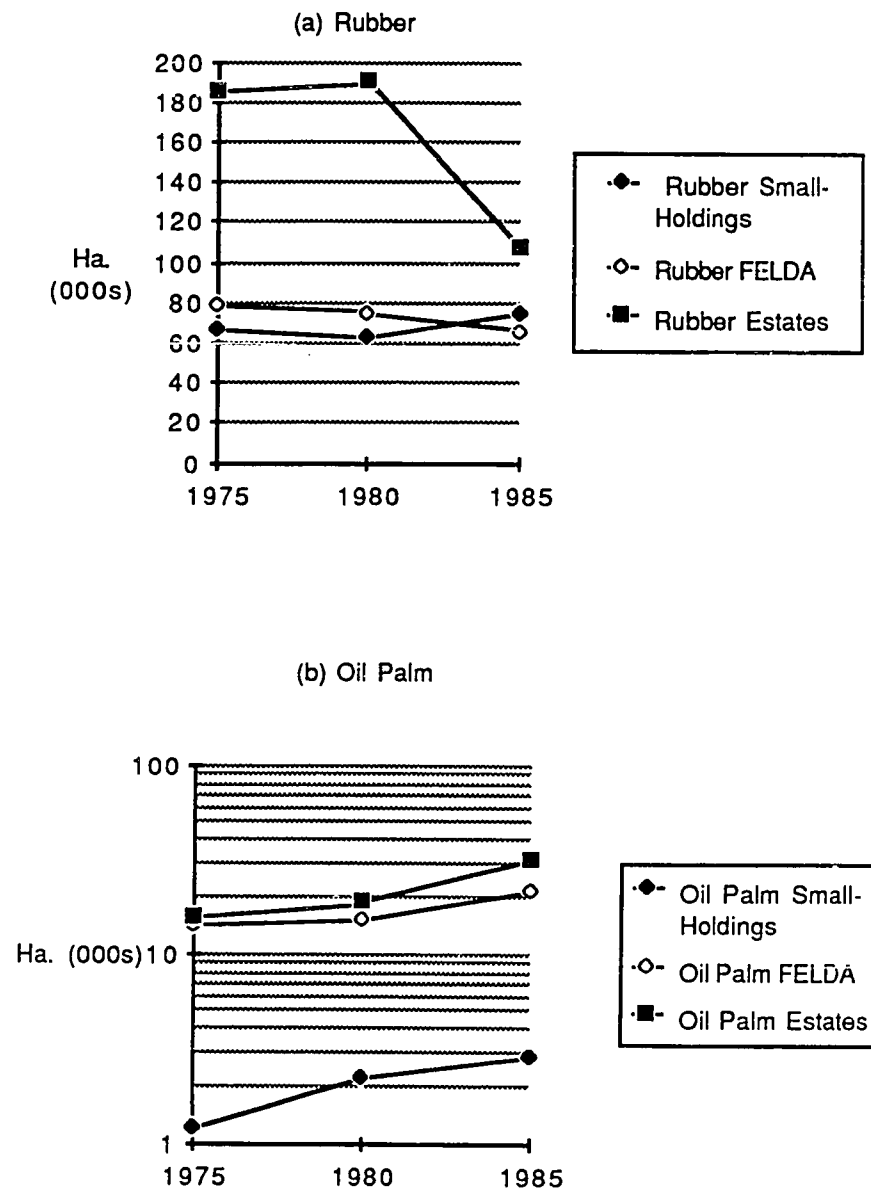 (a) Rubber
200
180
160
140
120
100
80
60
40
20
0
Ha.
(000s)
1975 1980 1985
Rubber Small-
Holdings
Rubber FELDA
Rubber Estates
(b) Oil Palm
100
Ha. (000s) 10
1
1975 1980 1985
Oil Palm Small-
Holdings
Oil Palm FELDA
Oil Palm Estates